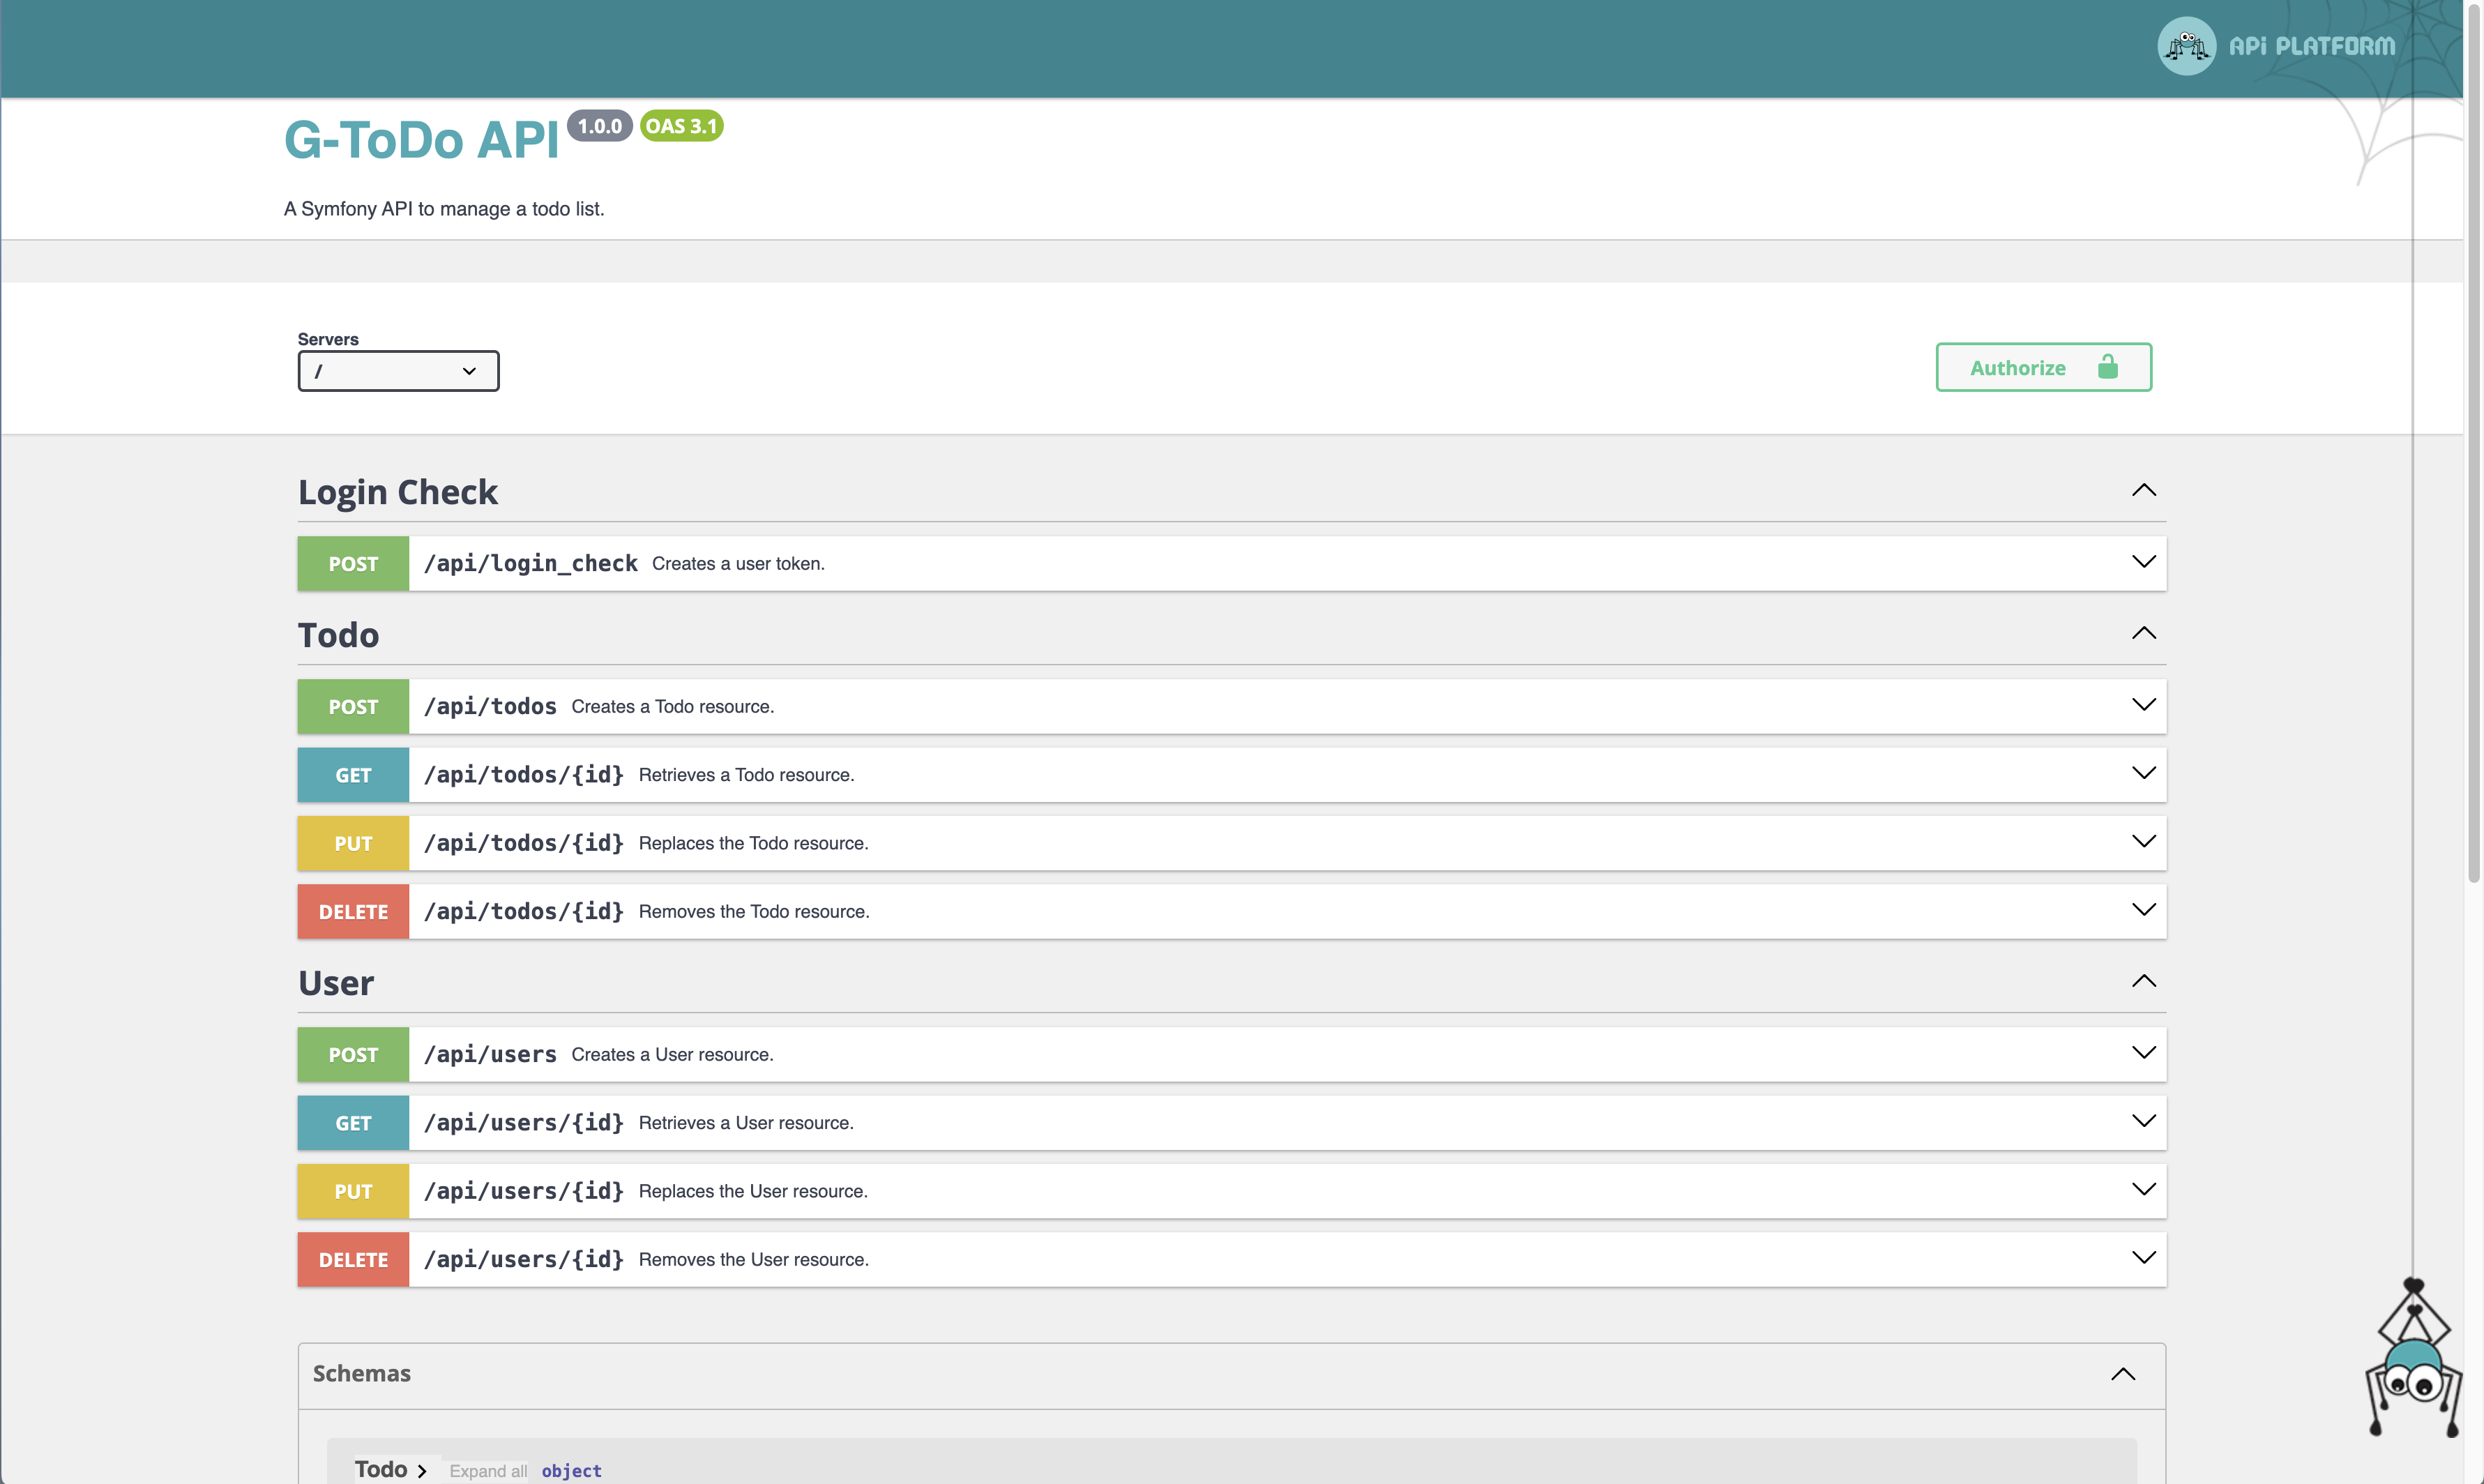 APi PLATFORM
G-ToDo API 1.0.0 OAS 3.1
A Symfony API to manage a todo list.
Servers
/
Authorize
Login Check
POST /api/login_check Creates a user token.
Todo
POST /api/todos Creates a Todo resource.
GET /api/todos/{id} Retrieves a Todo resource.
PUT /api/todos/{id} Replaces the Todo resource.
DELETE /api/todos/{id} Removes the Todo resource.
User
POST /api/users Creates a User resource.
GET /api/users/{id} Retrieves a User resource.
PUT /api/users/{id} Replaces the User resource.
DELETE /api/users/{id} Removes the User resource.
Schemas
Todo Expand all object